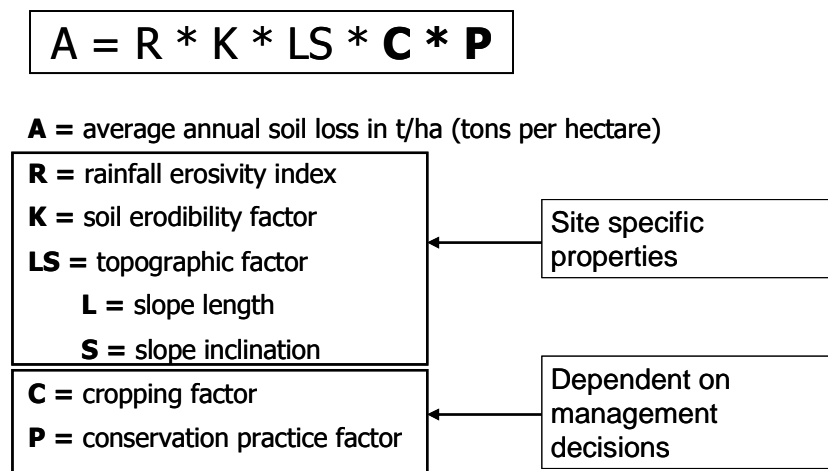 A = R * K * LS * C * P
A = average annual soil loss in t/ha (tons per hectare)
R = rainfall erosivity index
K = soil erodibility factor
LS = topographic factor
L = slope length
S = slope inclination
Site specific
properties
C = cropping factor
P = conservation practice factor
Dependent on
management
decisions